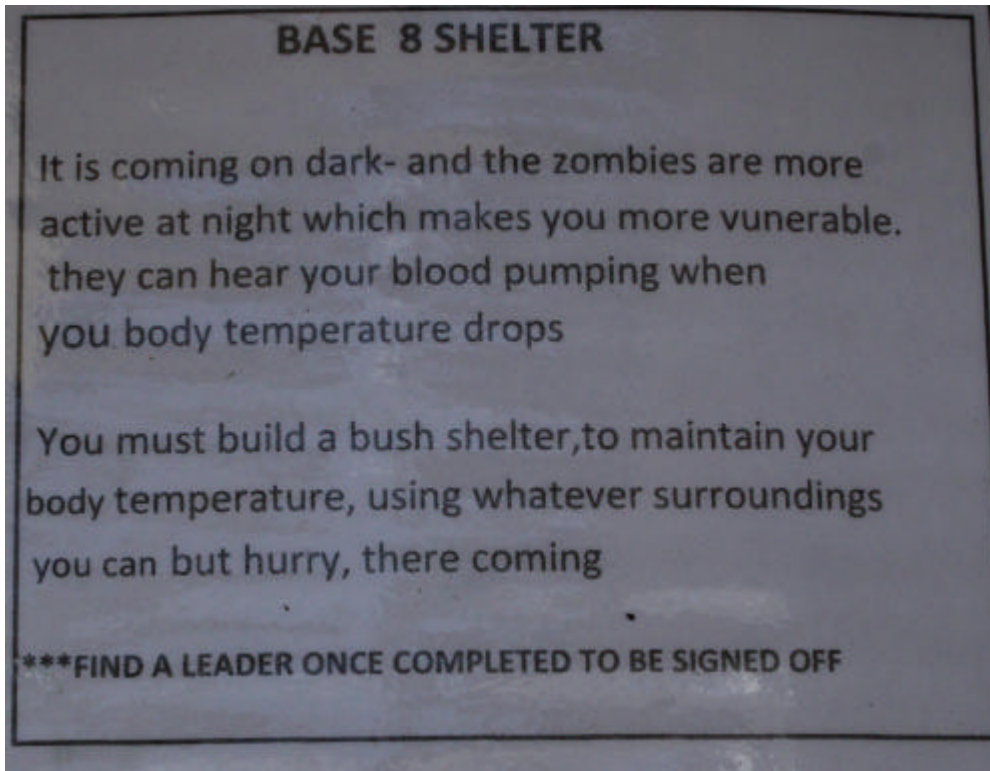 BASE 8 SHELTER
It is coming on dark- and the zombies are more
active at night which makes you more vunerable.
they can hear your blood pumping when
you body temperature drops
You must build a bush shelter,to maintain your
body temperature, using whatever surroundings
you can but hurry, there coming
***FIND A LEADER ONCE COMPLETED TO BE SIGNED OFF